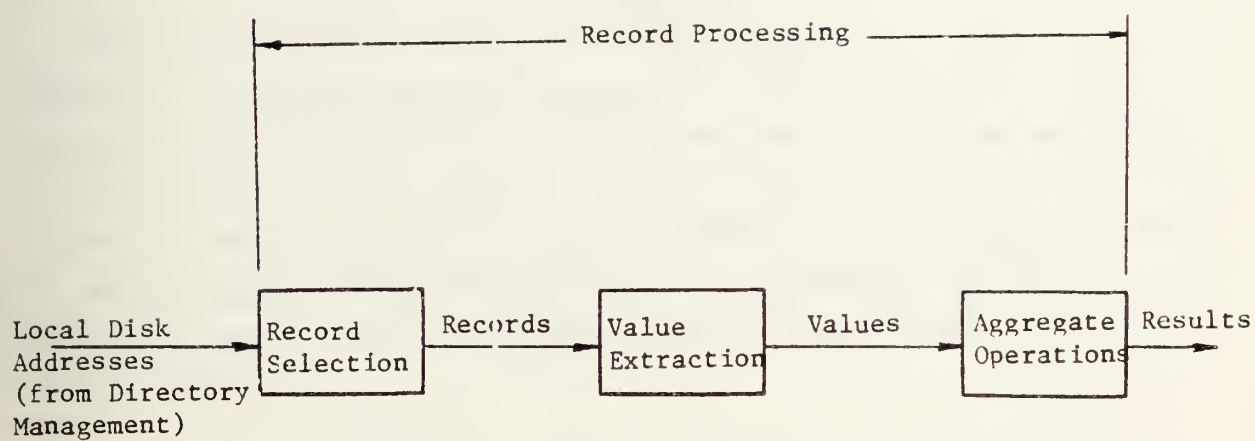 Record Processing
Local Disk
Addresses
(from Directory
Management)
Record
Selection
Records
Value
Extraction
Values
Aggregate
Operations
Results